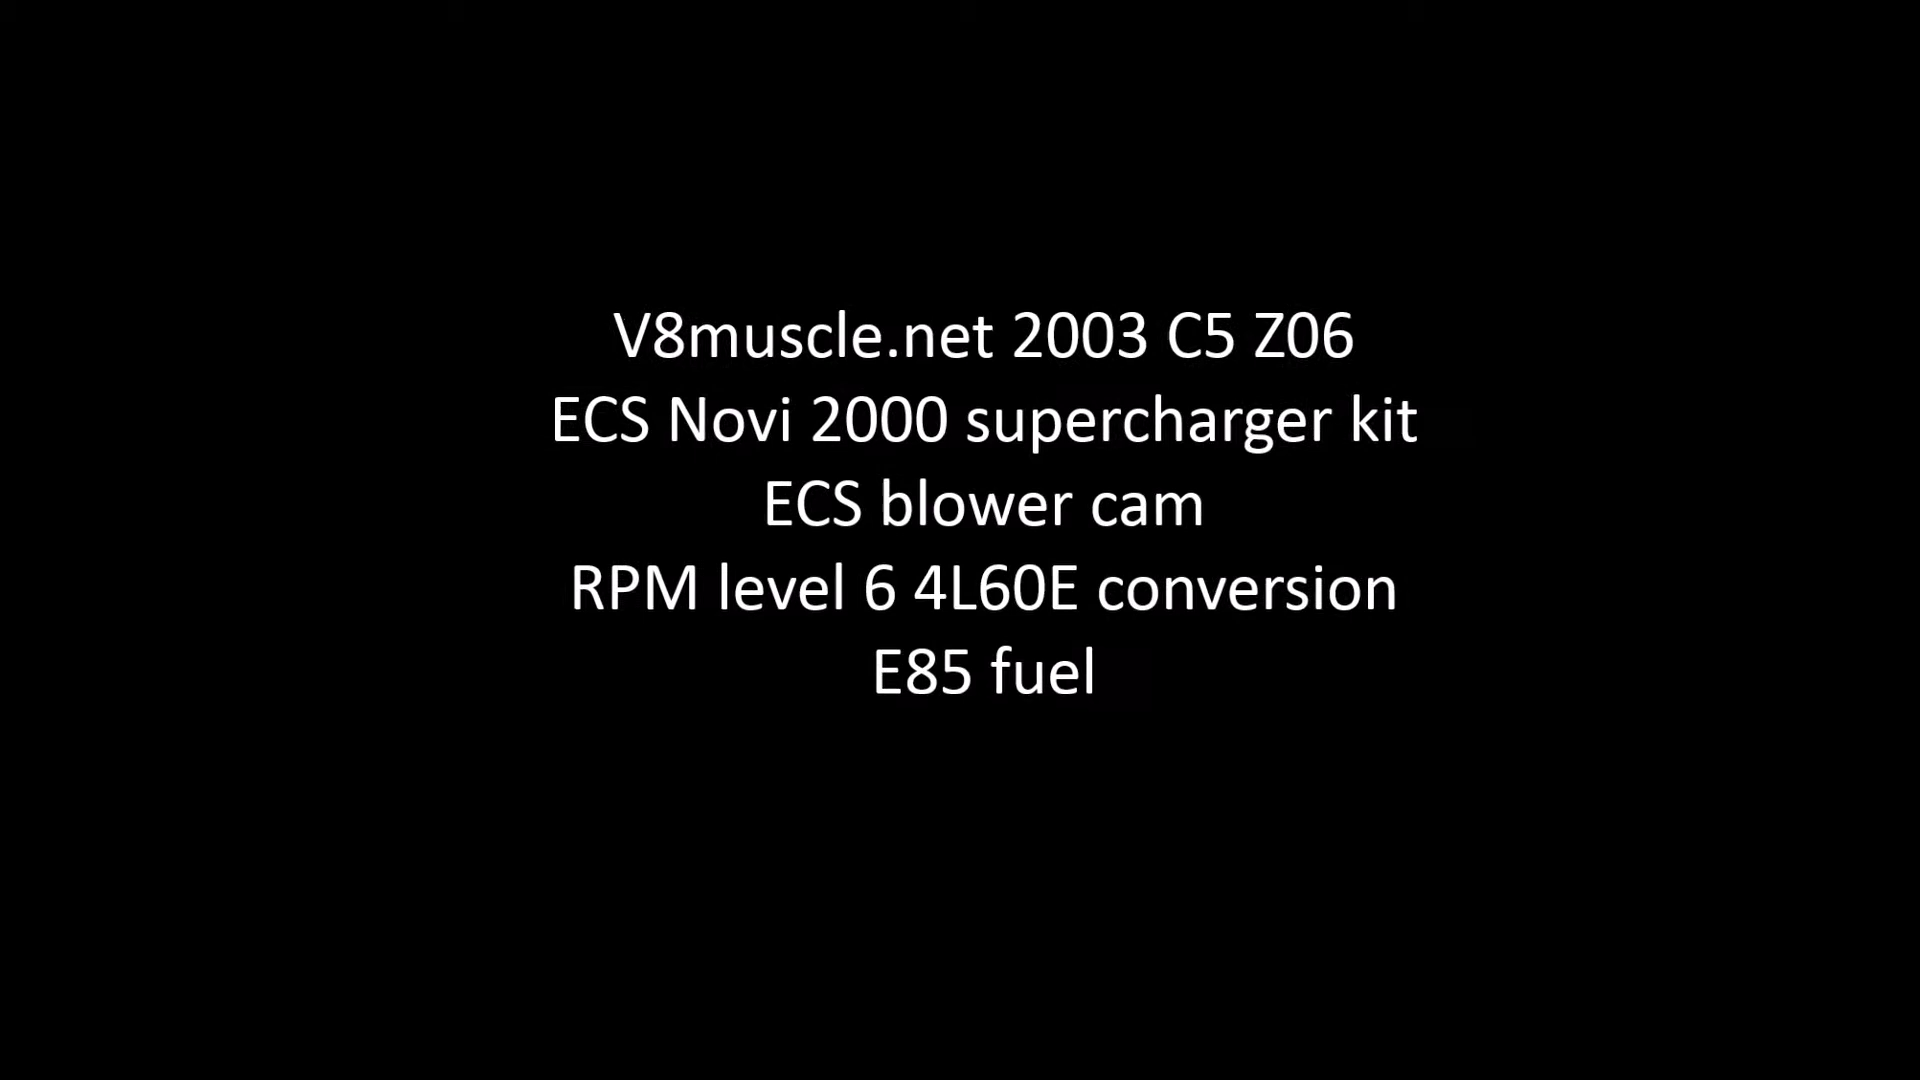 V8muscle.net 2003 C5 Z06
ECS Novi 2000 supercharger kit
ECS blower cam
RPM level 6 4L60E conversion
E85 fuel